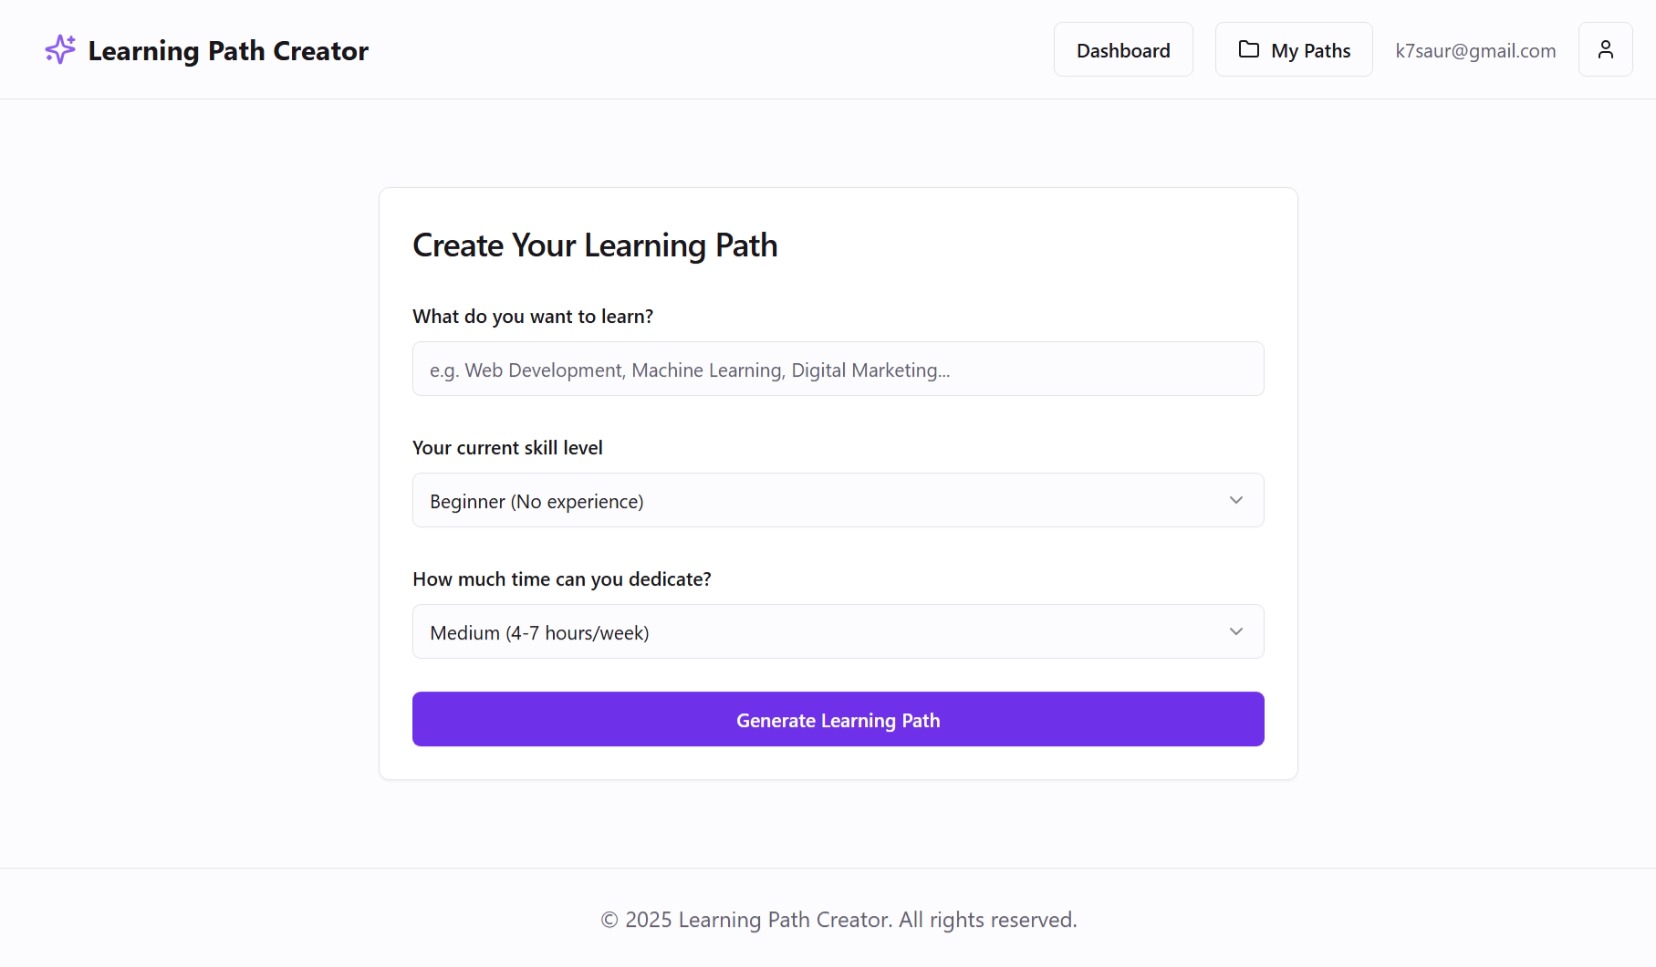 Learning Path Creator
Dashboard
My Paths
k7saur@gmail.com
Create Your Learning Path
What do you want to learn?
e.g. Web Development, Machine Learning, Digital Marketing...
Your current skill level
Beginner (No experience)
How much time can you dedicate?
Medium (4-7 hours/week)
Generate Learning Path
© 2025 Learning Path Creator. All rights reserved.